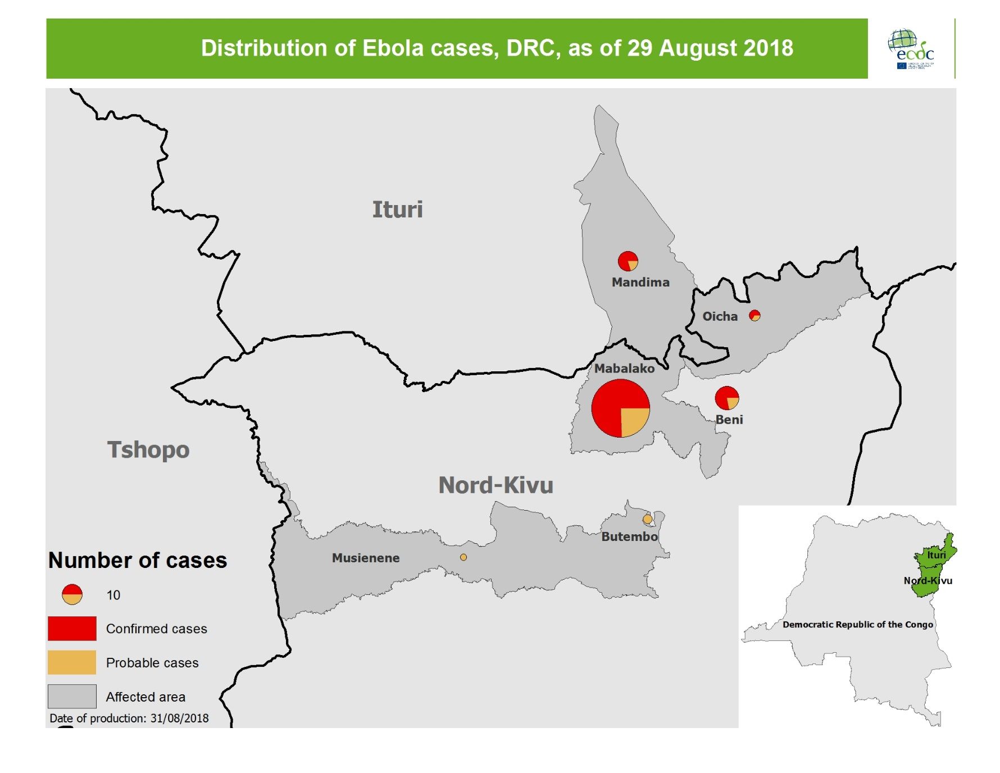 Distribution of Ebola cases, DRC, as of 29 August 2018
ecdc
Ituri
Mandima
Oicha
Mabalako
Beni
Tshopo
Nord-Kivu
Butembo
Musienene
Number of cases
10
Confirmed cases
Probable cases
Affected area
Date of production: 31/08/2018
Ituri
Nord-Kivu
Democratic Republic of the Congo